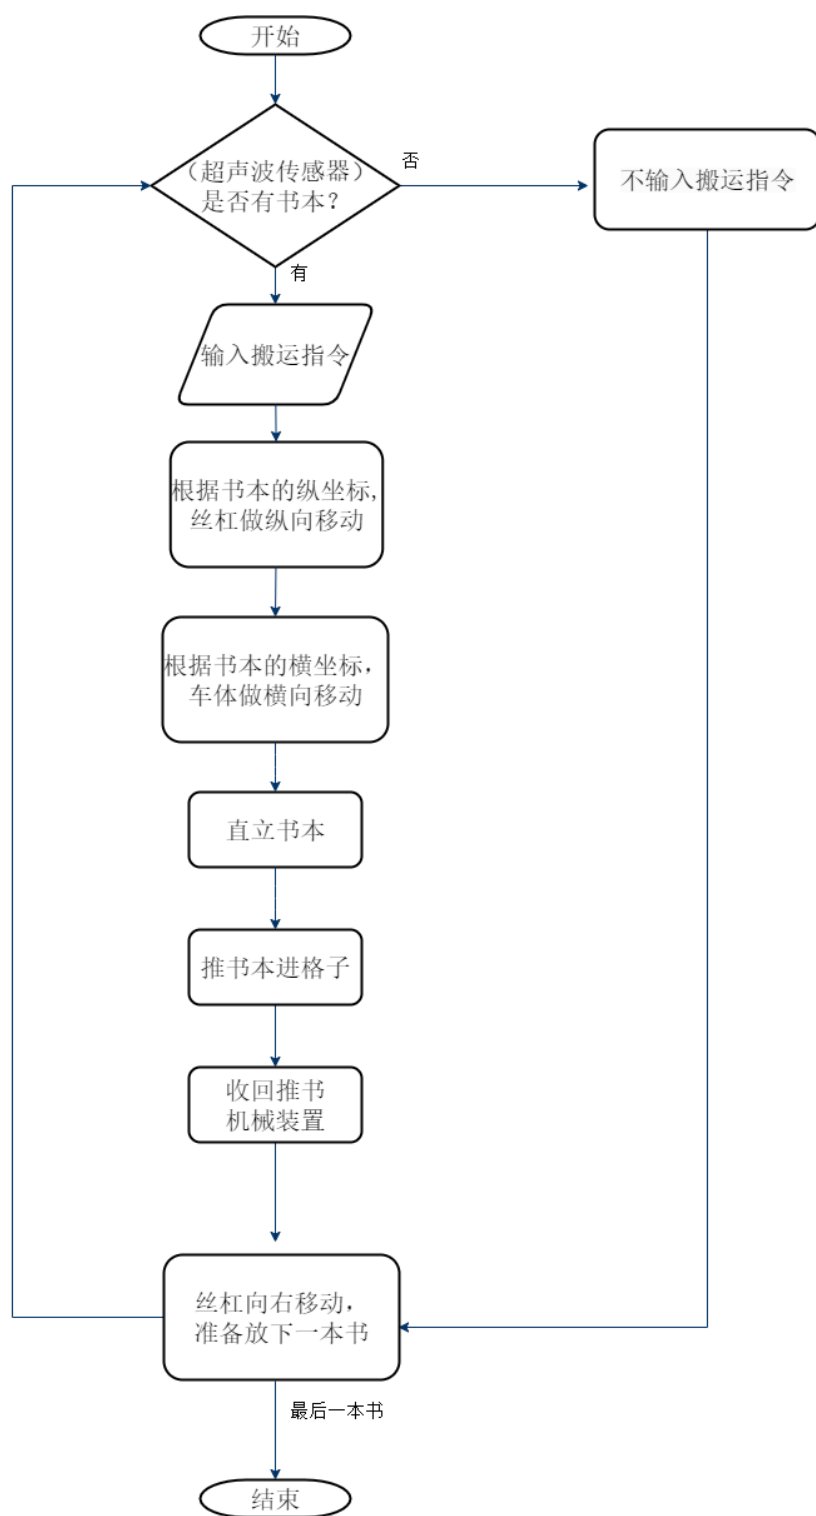 开始
（超声波传感器）
是否有书本？
否
不输入搬运指令
有
输入搬运指令
根据书本的纵坐标，
丝杠做纵向移动
根据书本的横坐标，
车体做横向移动
直立书本
推书本进格子
收回推书
机械装置
丝杠向右移动，
准备放下一本书
最后一本书
结束